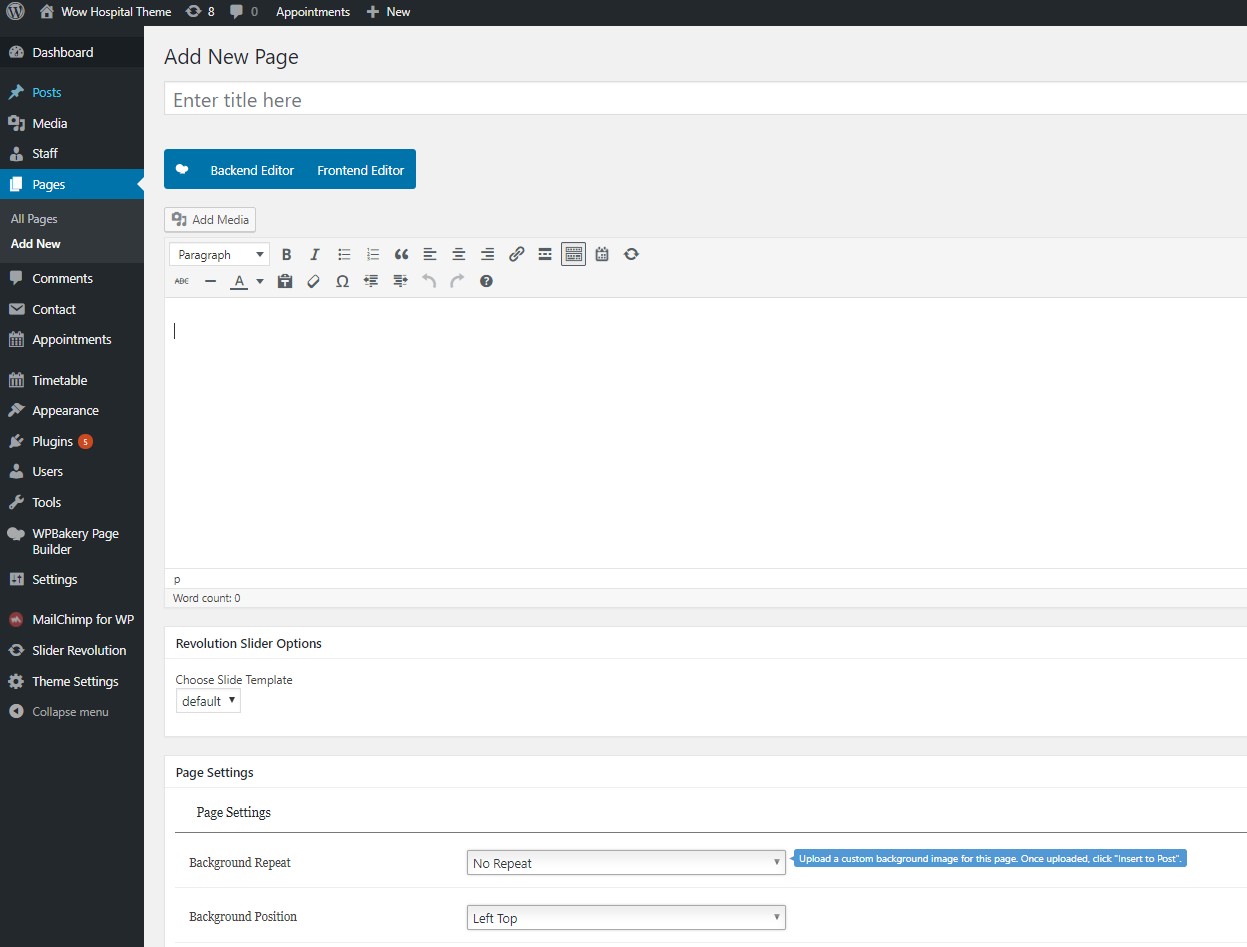 Wow Hospital Theme 8 0 Appointments New
Dashboard
Posts
Media
Staff
Pages
All Pages
Add New
Comments
Contact
Appointments
Timetable
Appearance
Plugins 5
Users
Tools
WPBakery Page
Builder
Settings
MailChimp for WP
Slider Revolution
Theme Settings
Collapse menu
Add New Page
Enter title here
Backend Editor Frontend Editor
Add Media
Paragraph B I
ABC A Ω
p
Word count: 0
Revolution Slider Options
Choose Slide Template
default
Page Settings
Page Settings
Background Repeat No Repeat Upload a custom background image for this page. Once uploaded, click "Insert to Post".
Background Position Left Top